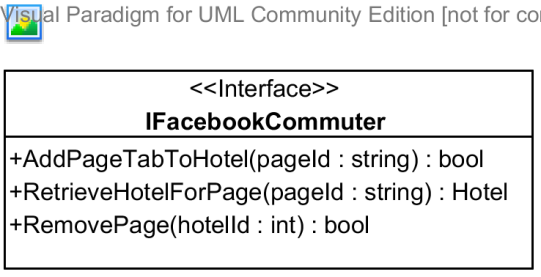 Visual Paradigm for UML Community Edition [not for co
<<Interface>>
IFacebookCommuter
+AddPageTabToHotel(pageId : string) : bool
+RetrieveHotelForPage(pageId : string) : Hotel
+RemovePage(hotelId : int) : bool